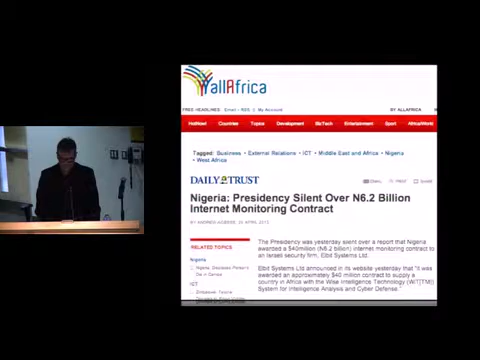 allAfrica
FREE HEADLINES: Email - RSS | My Account
BY ALLAFRICA
Countries Topics Development BizTech Entertainment Sport
Tagged: Business • External Relations • ICT • Middle East and Africa • Nigeria
• West Africa
DAILY TRUST
Nigeria: Presidency Silent Over N6.2 Billion
Internet Monitoring Contract
RELATED TOPICS
Nigeria
ICT
The Presidency was yesterday silent over a report that Nigeria
awarded a $40million (N6.2 billion) internet monitoring contract to
an Israeli security firm, Elbit Systems Ltd.
Elbit Systems Ltd announced in its website yesterday that "it was
awarded an approximately $40 million contract to supply a
country in Africa with the Wise Intelligence Technology (WiT[TM])
System for Intelligence Analysis and Cyber Defense."